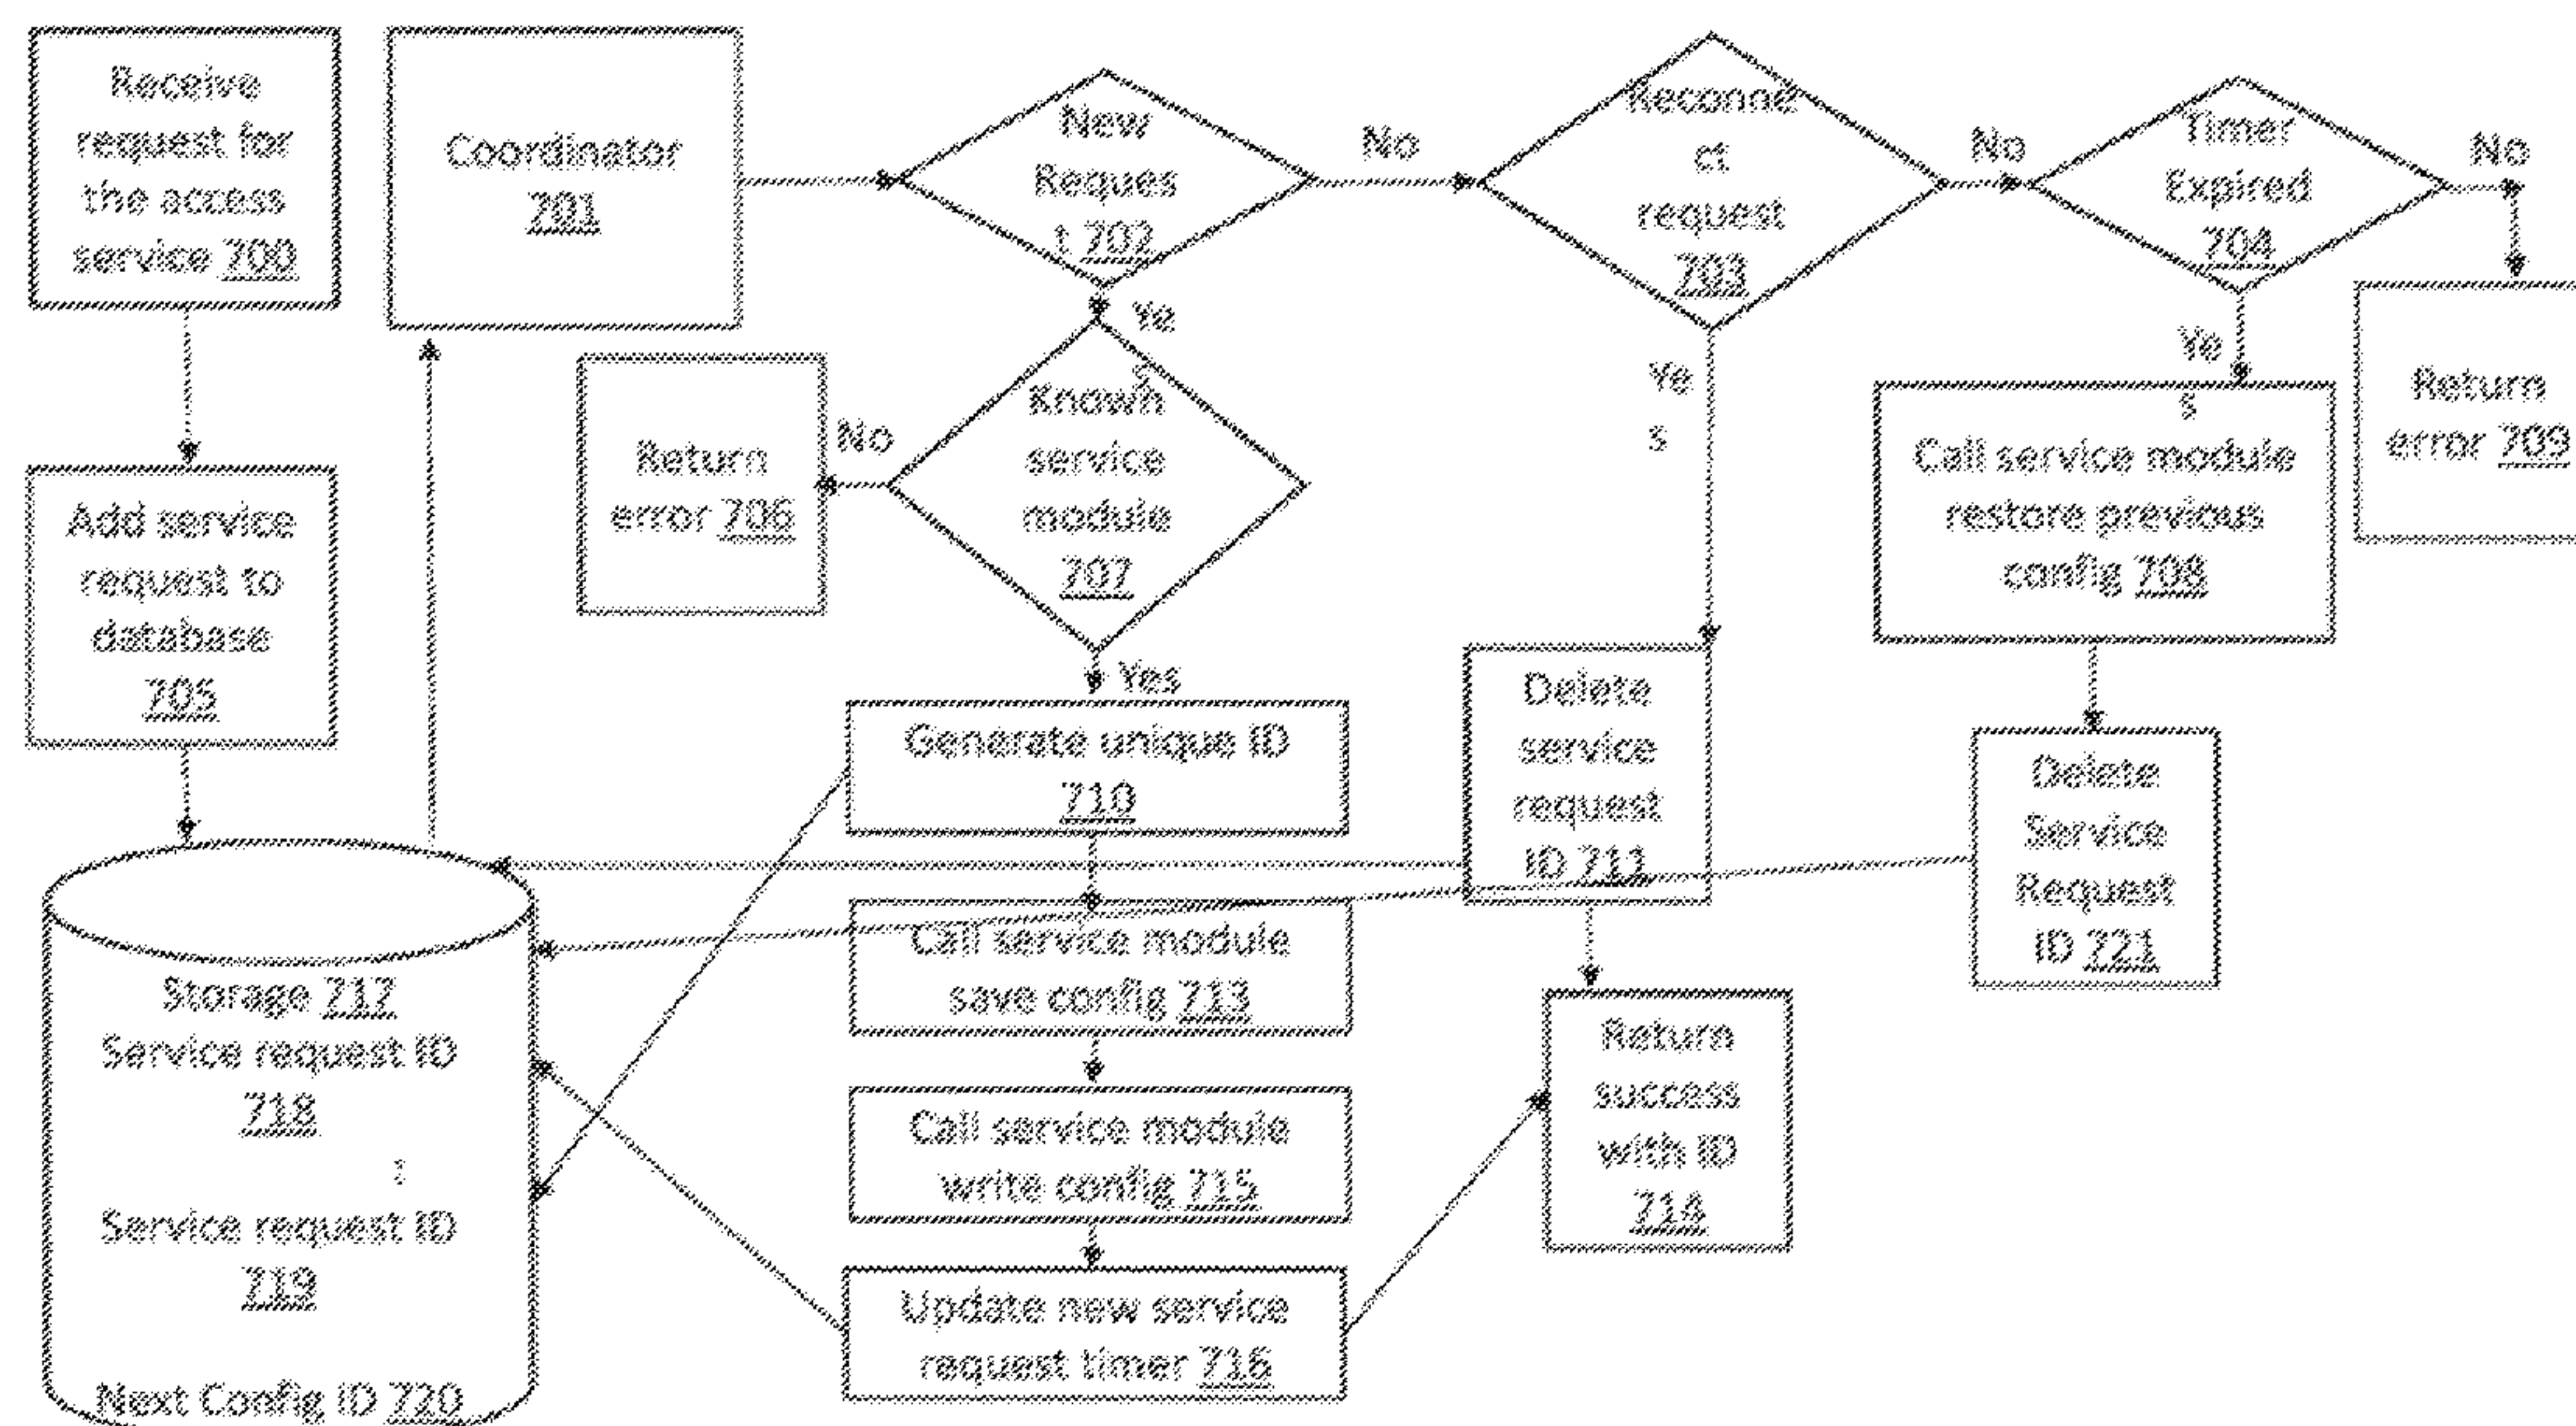 Receive
request for
the access
service 700
Coordinator
701
New
Reques
t 702
No
Reconne
ct
request
703
No
Timer
Expired
704
No
Ye
s
Known
service
module
707
No
Return
error 706
Ye
s
Ye
s
Return
error 709
Call service module
restore previous
config 708
Add service
request to
database
705
Yes
Generate unique ID
710
Delete
service
request
ID 711
Delete
Service
Request
ID 721
Call service module
save config 713
Storage 717
Service request ID
718
:
Service request ID
719
Next Config ID 720
Call service module
write config 715
Return
success
with ID
714
Update new service
request timer 716